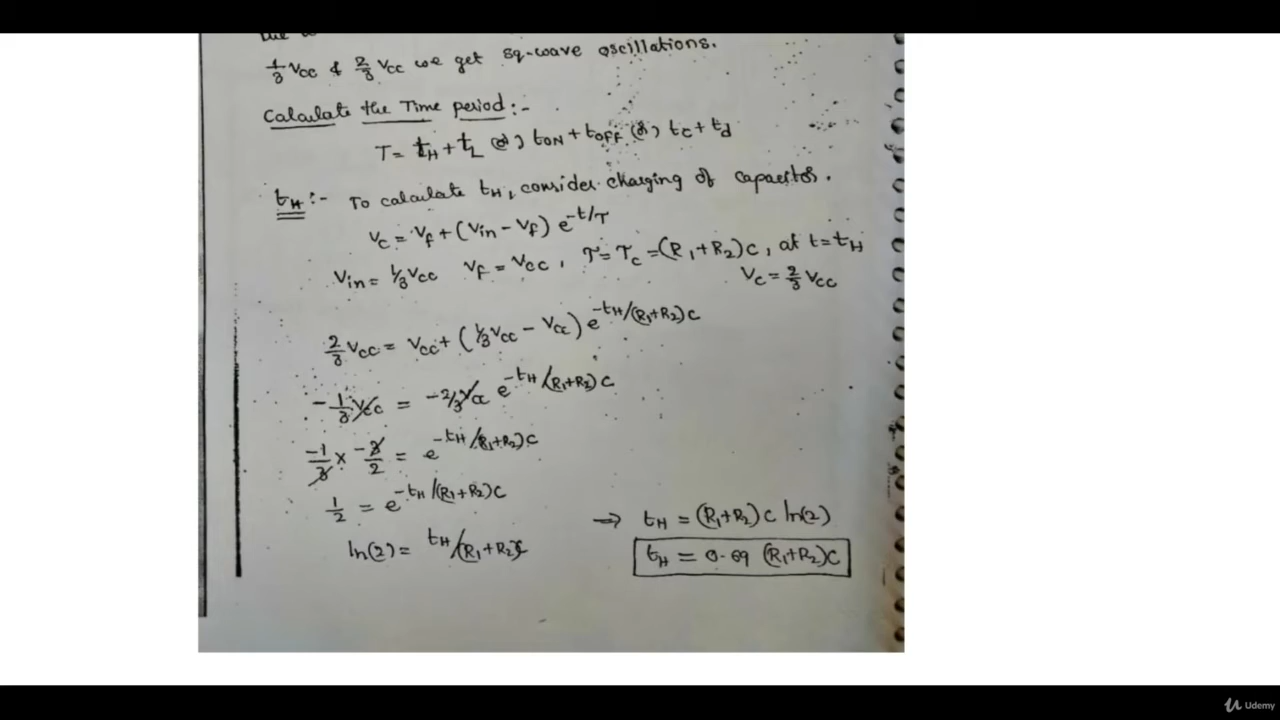 1/3 Vcc & 2/3 Vcc we get sq-wave oscillations.
Calculate the Time period :-
T = tH + tL (or) tON + tOFF (or) tc + td
tH :- To calculate tH, consider charging of capacitor.
Vc = Vf + (Vin - Vf) e^-t/τ
Vin = 1/3 Vcc Vf = Vcc, τ = τc = (R1+R2)C, at t = tH
Vc = 2/3 Vcc
2/3 Vcc = Vcc + (1/3 Vcc - Vcc) e^-tH/(R1+R2)C
-1/3 Vcc = -2/3 Vcc e^-tH/(R1+R2)C
-1/3 x -3/2 = e^-tH/(R1+R2)C
1/2 = e^-tH/(R1+R2)C
ln(2) = tH/(R1+R2)C
⇒ tH = (R1+R2)C ln(2)
tH = 0.69 (R1+R2)C
Udemy